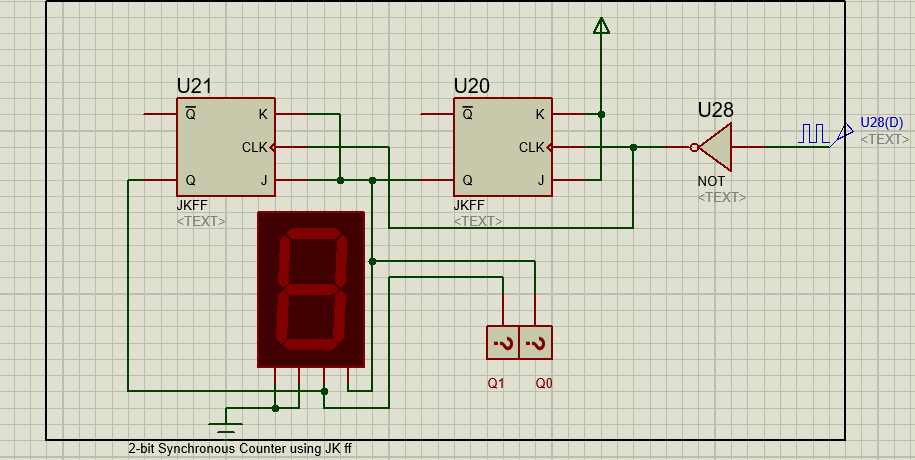 U21
U20
U28
Q K
CLK
Q J
JKFF
<TEXT>
Q K
CLK
Q J
JKFF
<TEXT>
NOT
<TEXT>
U28(D)
<TEXT>
? ?
Q1 Q0
2-bit Synchronous Counter using JK ff